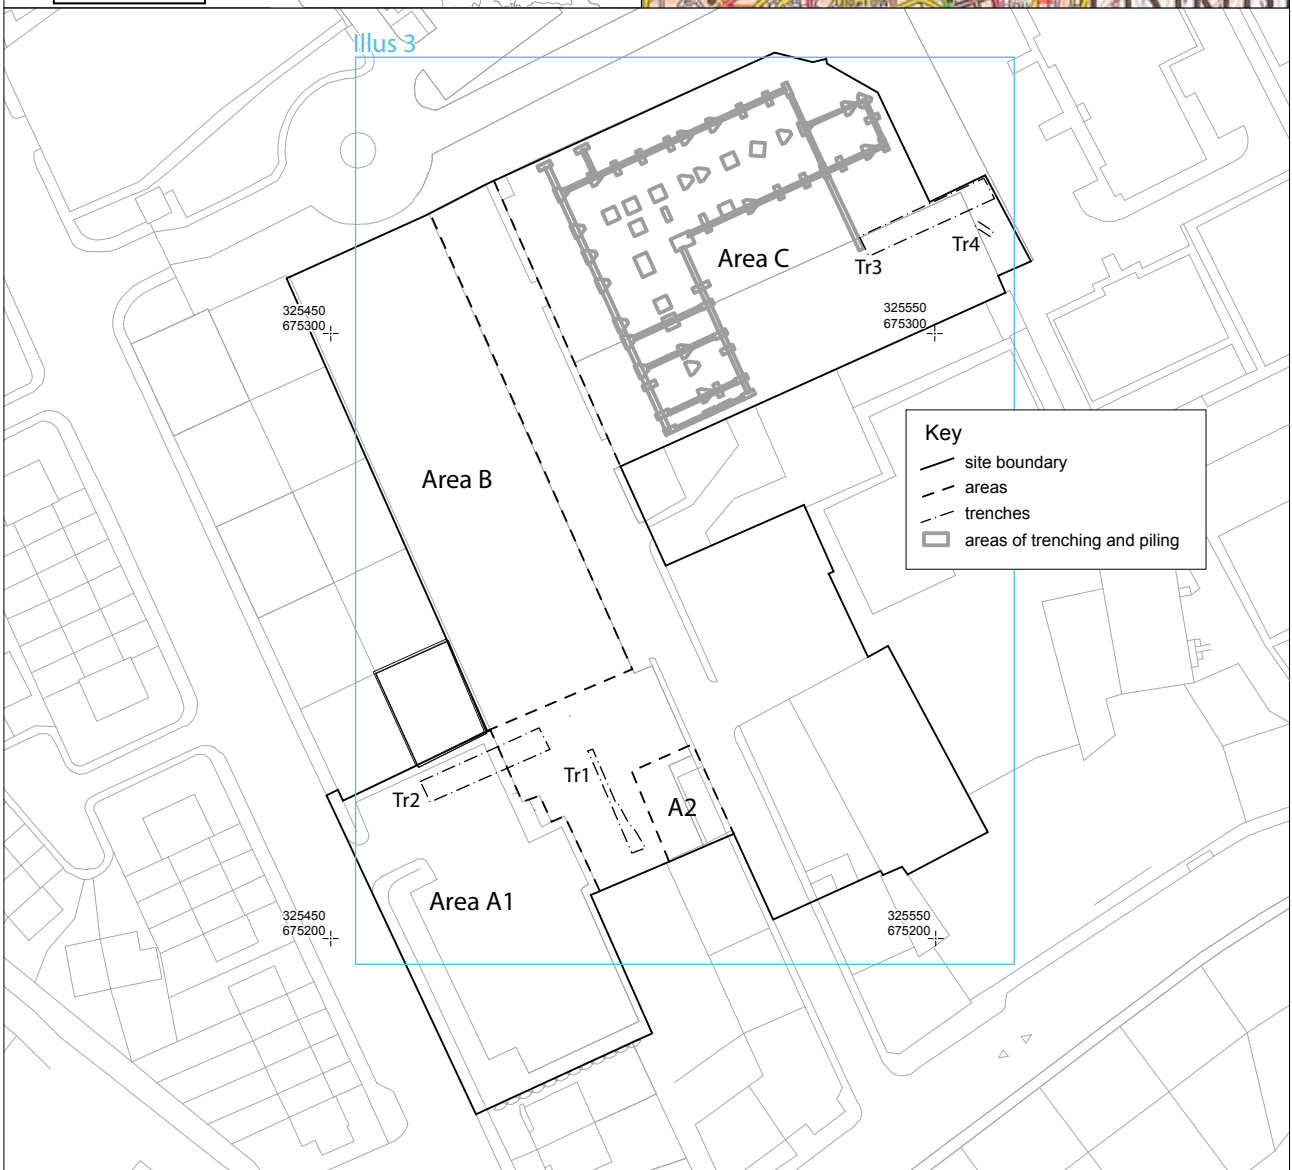 Illus 3
Area C
Tr4
Tr3
325450
675300
325550
675300
Key
site boundary
areas
trenches
areas of trenching and piling
Area B
Tr1
Tr2
A2
Area A1
325450
675200
325550
675200